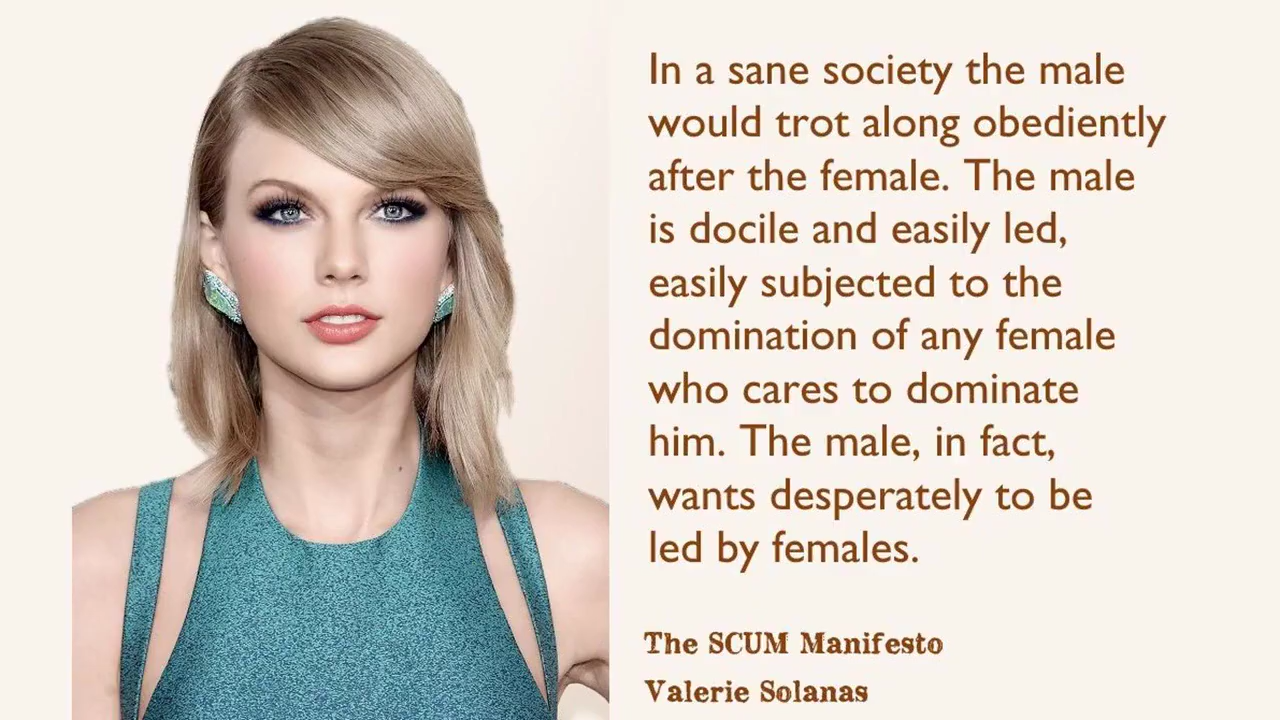 In a sane society the male
would trot along obediently
after the female. The male
is docile and easily led,
easily subjected to the
domination of any female
who cares to dominate
him. The male, in fact,
wants desperately to be
led by females.
The SCUM Manifesto
Valerie Solanas